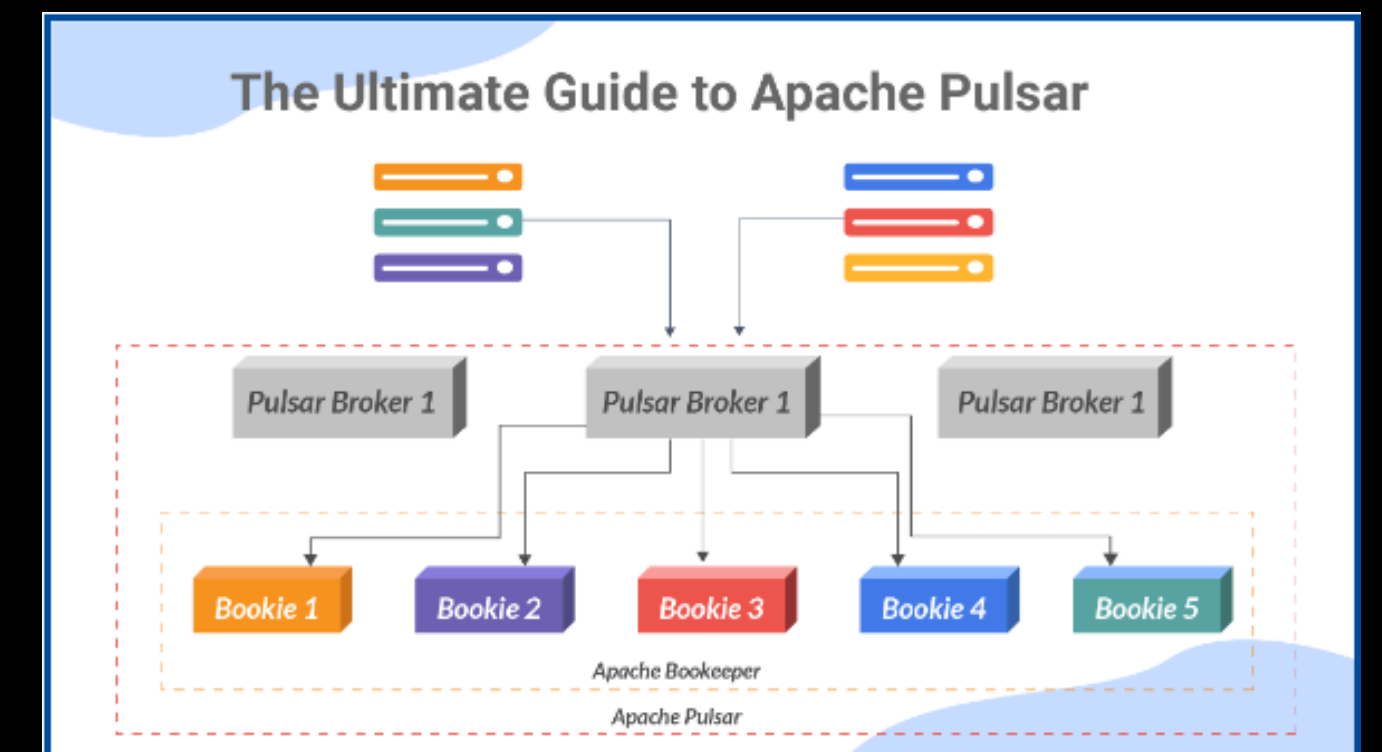 The Ultimate Guide to Apache Pulsar
Pulsar Broker 1
Pulsar Broker 1
Pulsar Broker 1
Bookie 1
Bookie 2
Bookie 3
Bookie 4
Bookie 5
Apache Bookeeper
Apache Pulsar